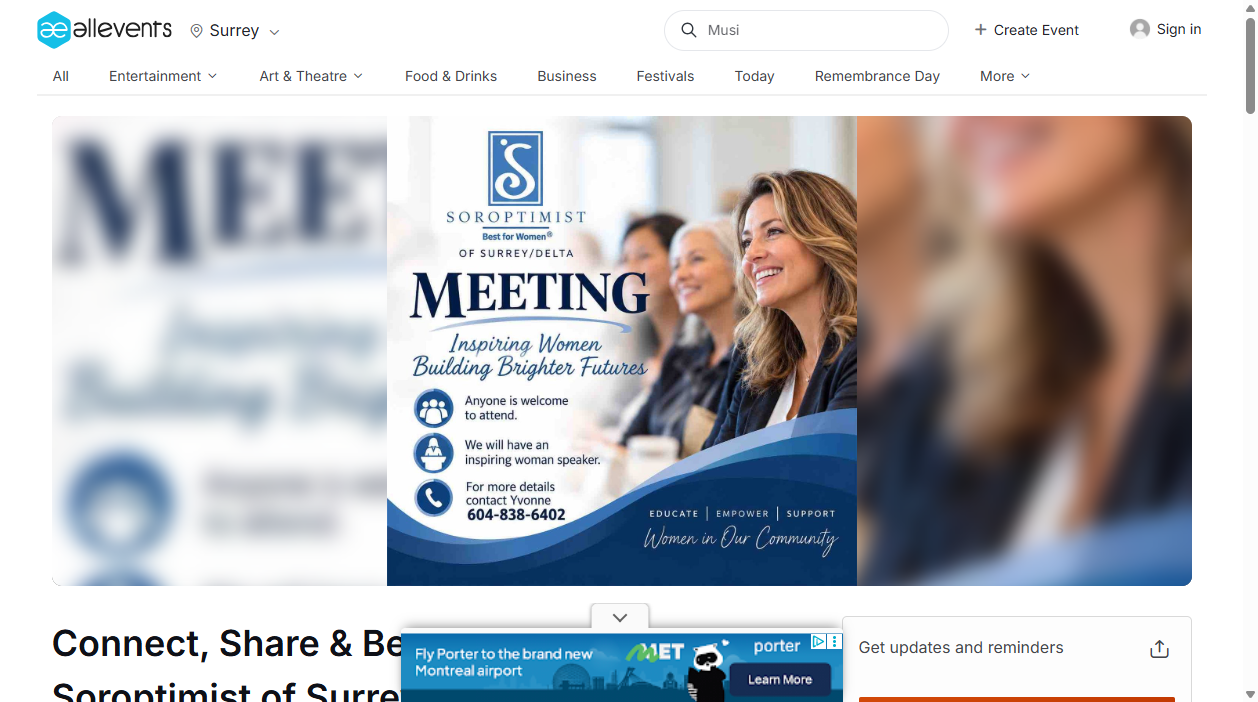 allevents
Surrey
Musi
Create Event
Sign in
All
Entertainment
Art & Theatre
Food & Drinks
Business
Festivals
Today
Remembrance Day
More
S
SOROPTIMIST
Best for Women®
OF SURREY/DELTA
MEETING
Inspiring Women
Building Brighter Futures
Anyone is welcome
to attend.
We will have an
inspiring woman speaker.
For more details
contact Yvonne
604-838-6402
EDUCATE | EMPOWER | SUPPORT
Women in Our Community
Connect, Share & Be
Soroptimist of Surrey
Fly Porter to the brand new
Montreal airport
MET
porter
Learn More
Get updates and reminders